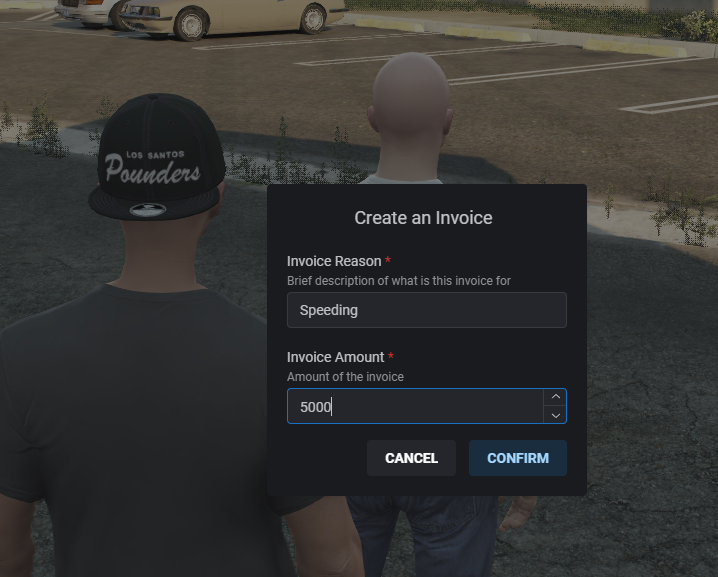 LOS SANTOS
Pounders
Create an Invoice
Invoice Reason *
Brief description of what is this invoice for
Speeding
Invoice Amount *
Amount of the invoice
5000
CANCEL
CONFIRM